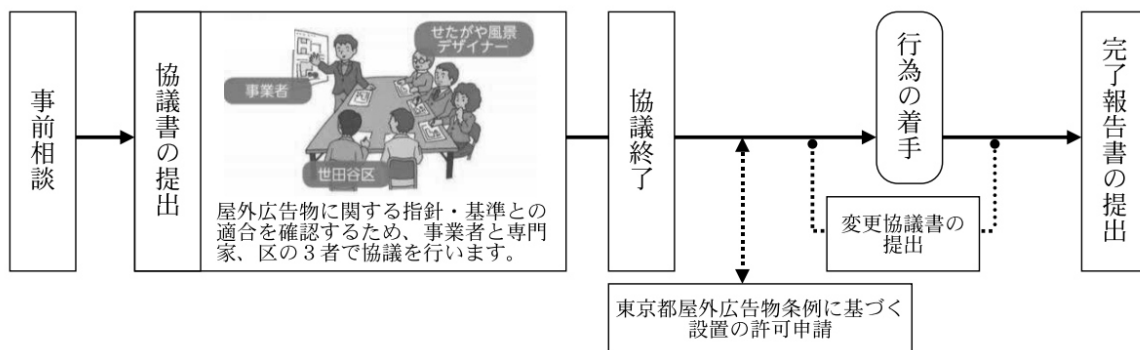 事前相談
協議書の提出
せたがや風景
デザイナー
事業者
世田谷区
屋外広告物に関する指針・基準との
適合を確認するため、事業者と専門
家、区の３者で協議を行います。
協議終了
行為の着手
変更協議書の
提出
東京都屋外広告物条例に基づく
設置の許可申請
完了報告書の提出